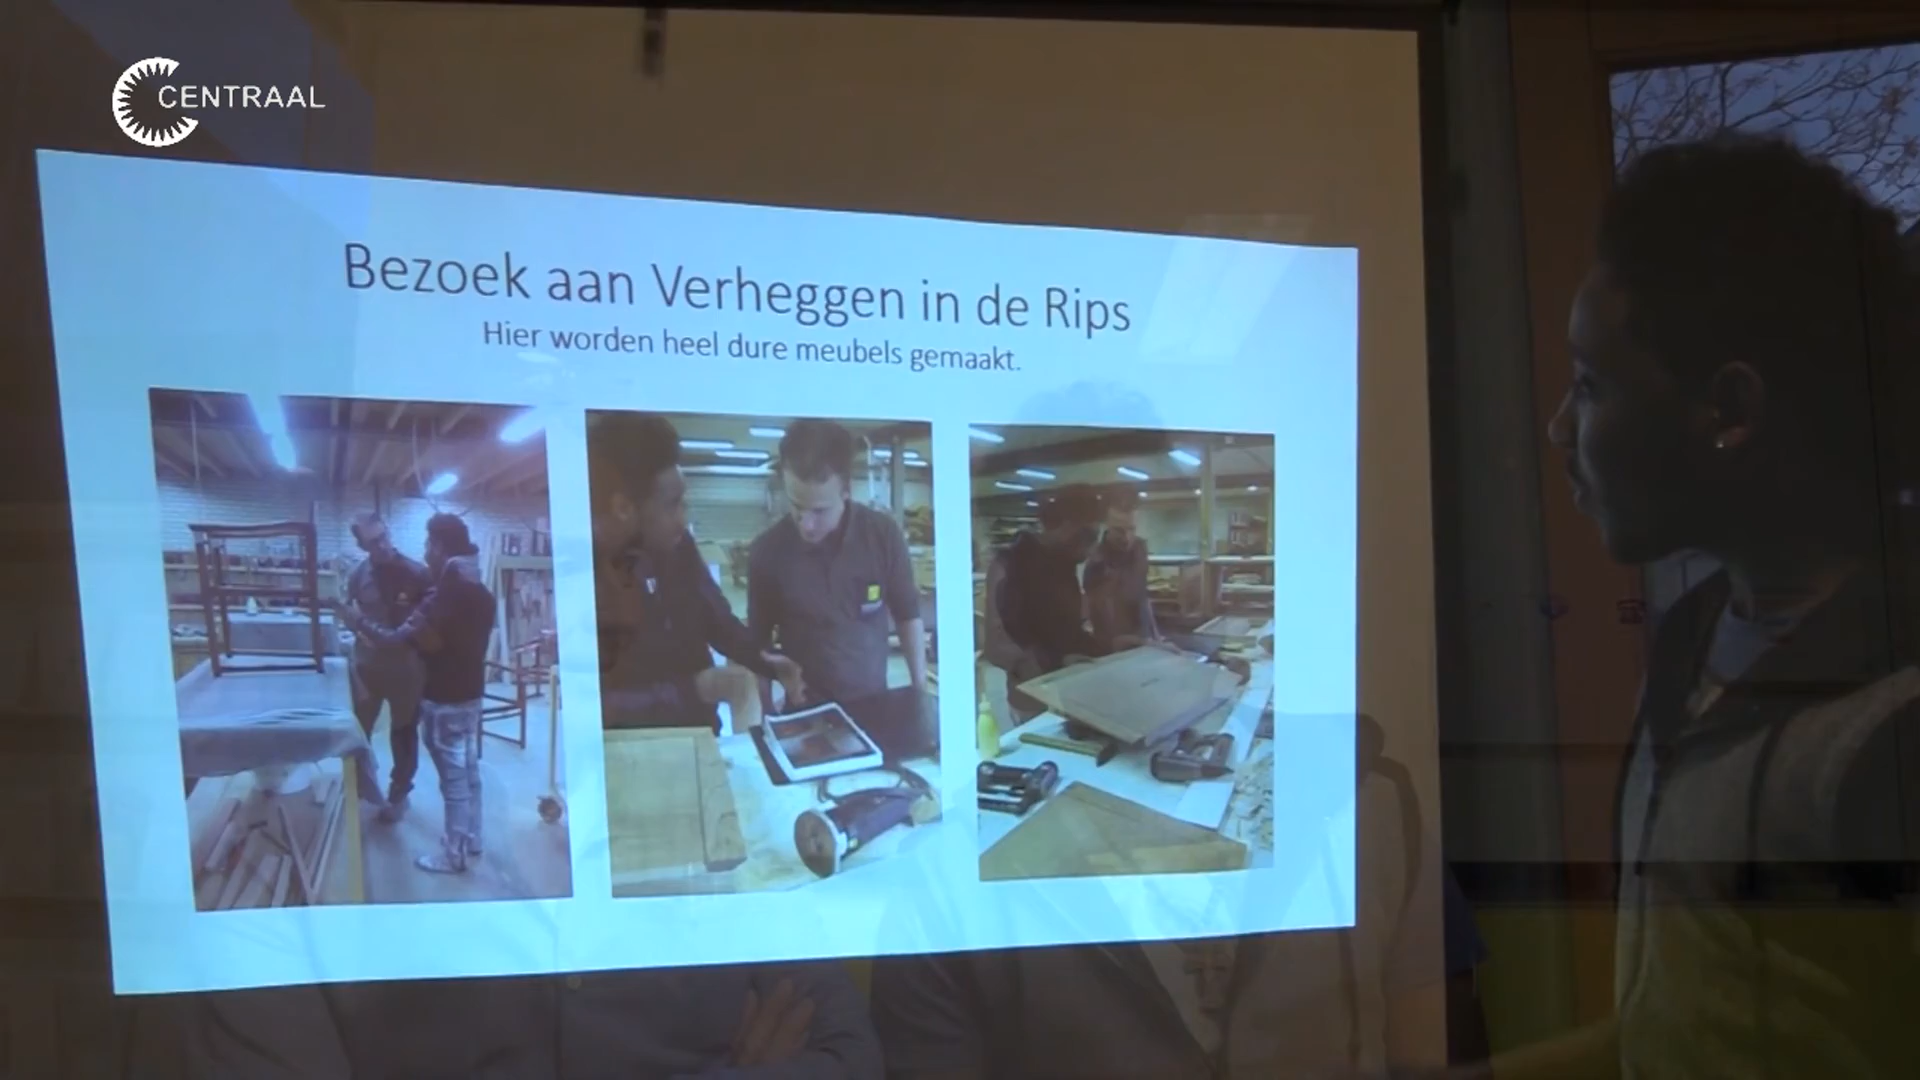 CENTRAAL
Bezoek aan Verheggen in de Rips
Hier worden heel dure meubels gemaakt.